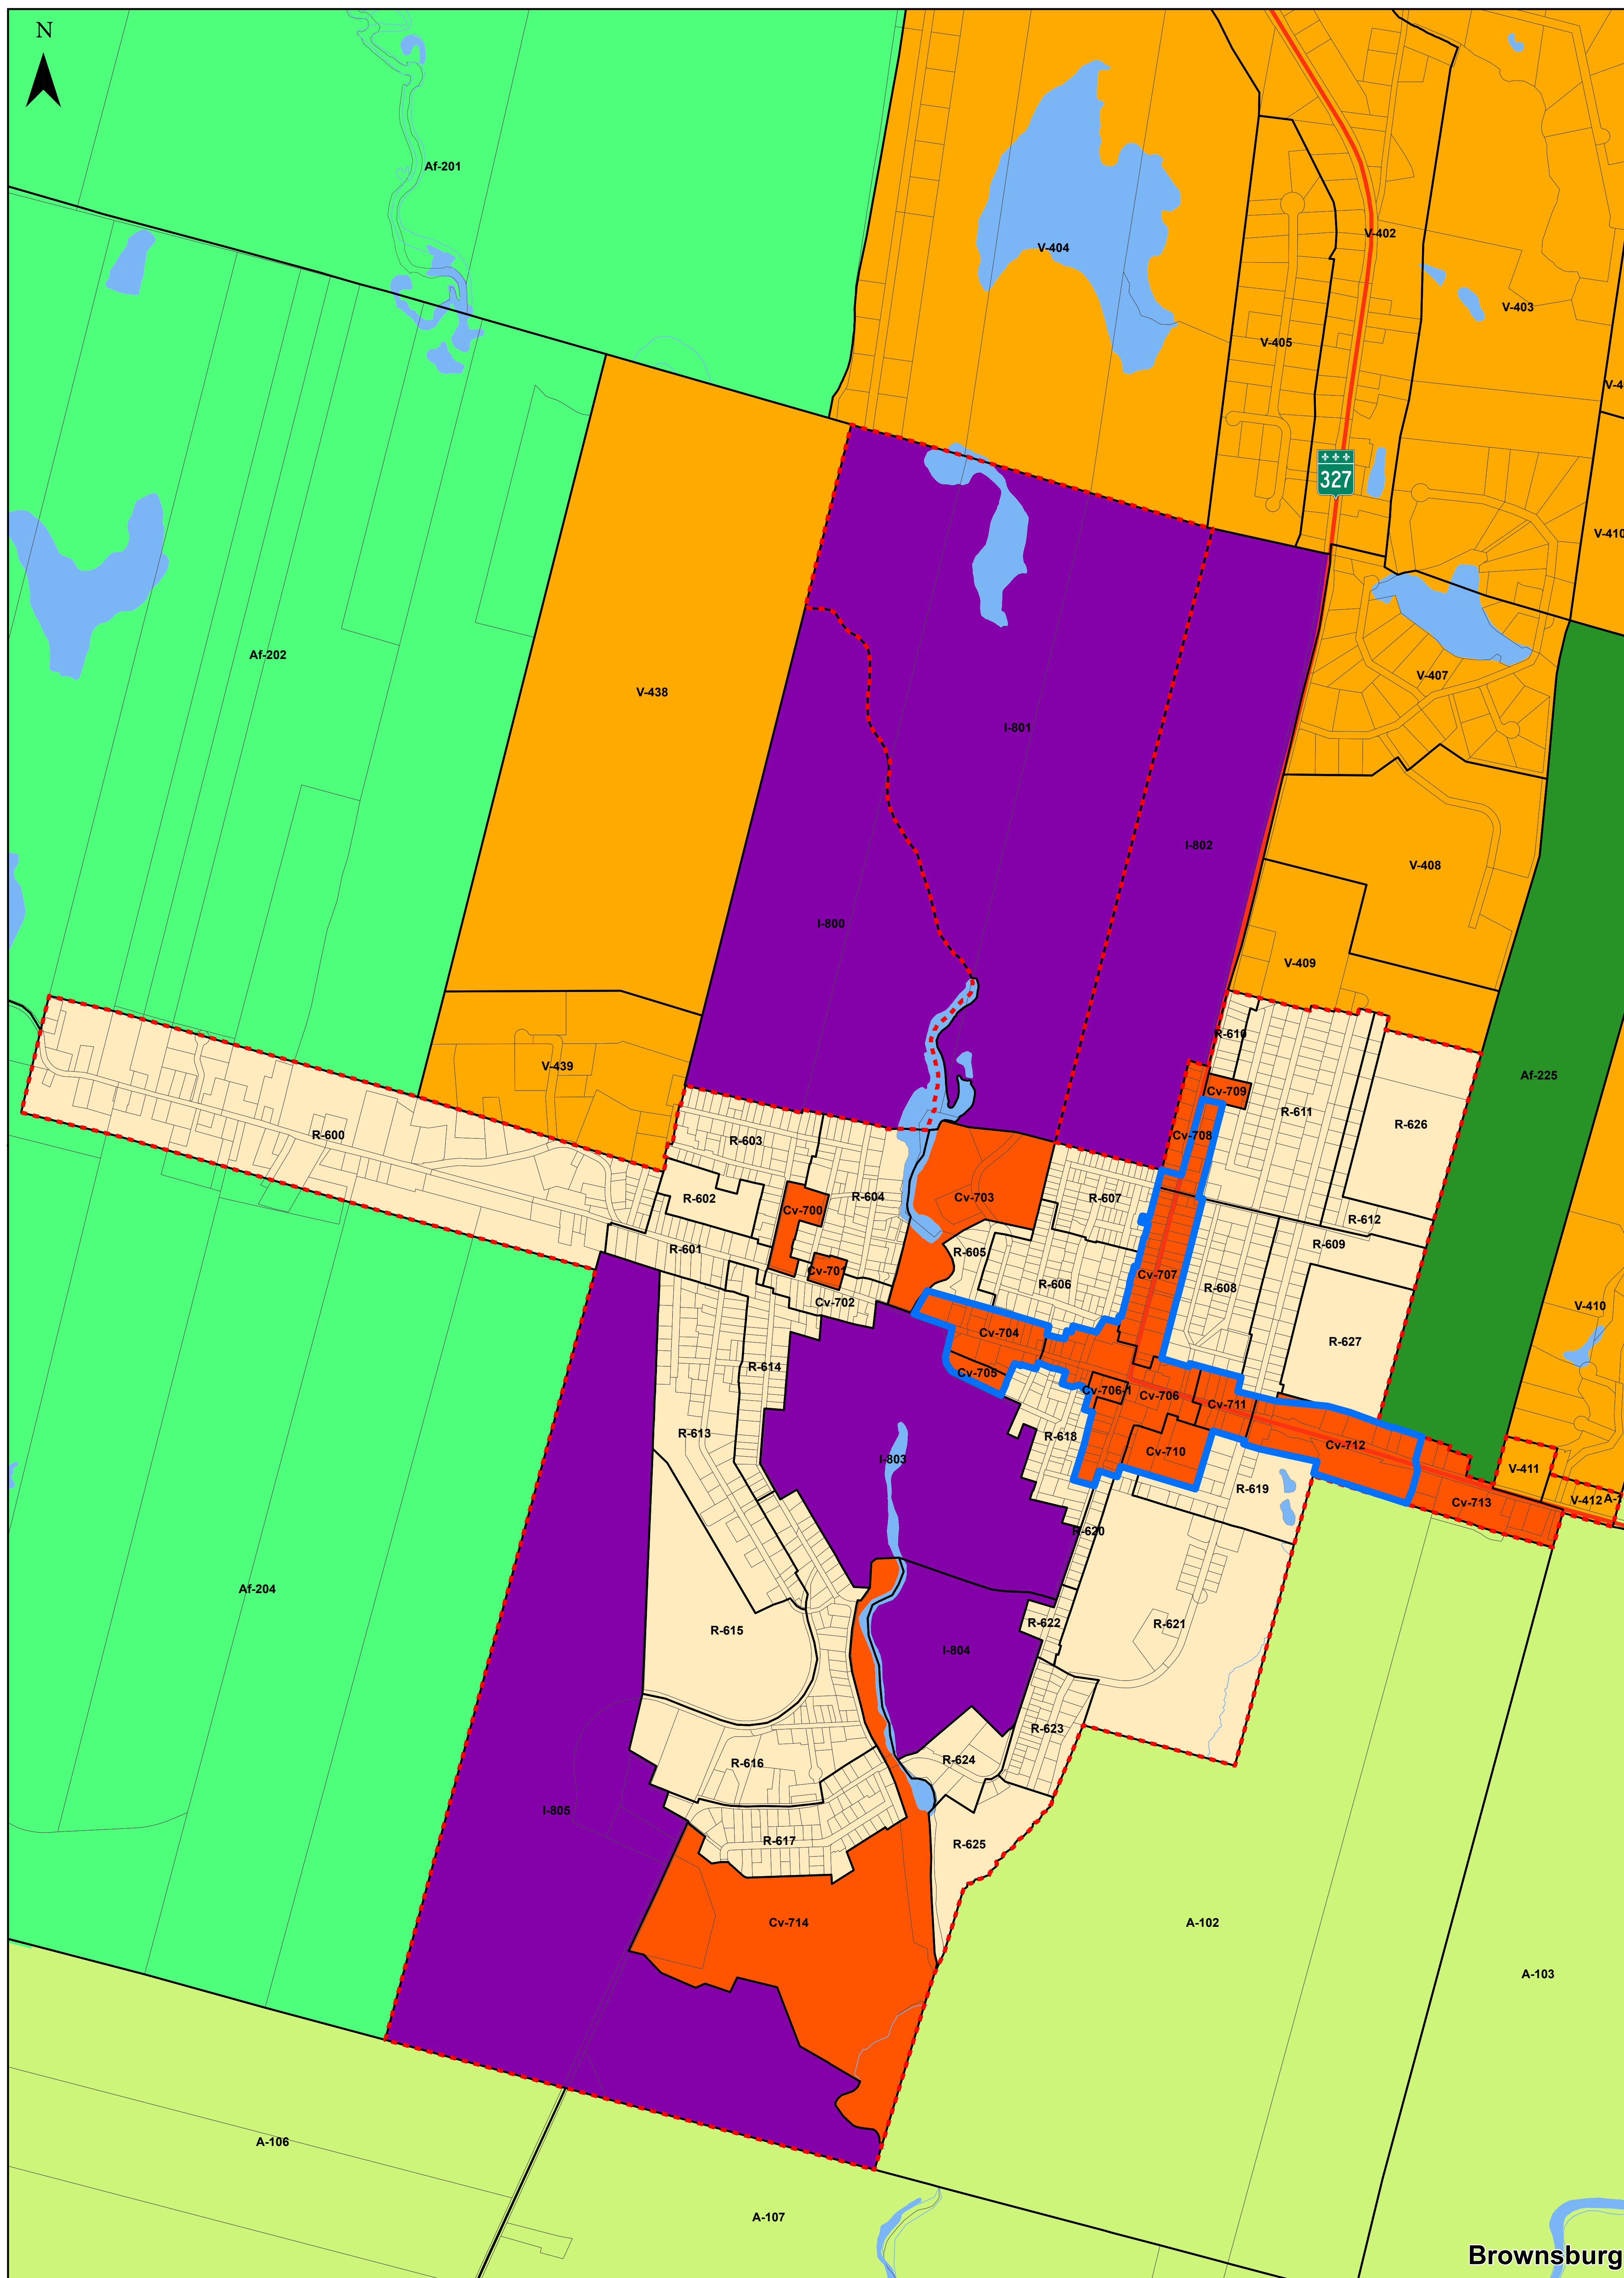 N
Af-201
V-404
V-402
V-403
V-405
V-4
327
V-410
Af-202
V-438
V-407
I-801
I-802
V-408
I-800
V-409
R-610
V-439
Af-225
Cv-709
R-611
R-626
R-600
Cv-708
R-603
R-602
R-604
Cv-703
R-607
Cv-700
R-612
R-601
R-605
R-609
Cv-701
Cv-707
R-606
R-608
Cv-702
V-410
Cv-704
R-627
R-614
Cv-705
Cv-706-1
Cv-706
Cv-711
R-613
R-618
Cv-712
Cv-710
I-803
V-411
R-619
Cv-713
V-412
A-1
R-620
Af-204
R-615
R-622
R-621
I-804
R-623
R-624
R-616
I-805
R-617
R-625
Cv-714
A-102
A-103
A-106
A-107
Brownsburg